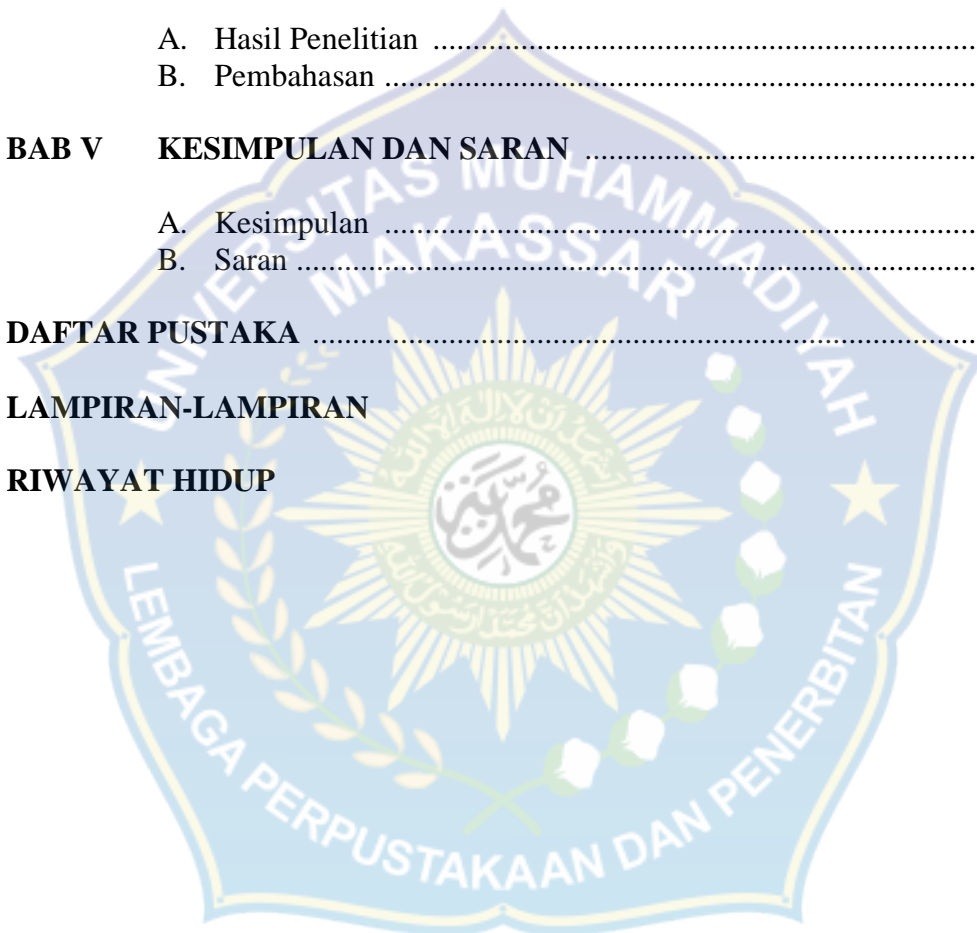 A. Hasil Penelitian ......................................................................
B. Pembahasan ............................................................................
BAB V KESIMPULAN DAN SARAN ..................................................
A. Kesimpulan ............................................................................
B. Saran ......................................................................................
DAFTAR PUSTAKA ....................................................................................
LAMPIRAN-LAMPIRAN
RIWAYAT HIDUP
UNIVERSITAS MUHAMMADIYAH
MAKASSAR
LEMBAGA PERPUSTAKAAN DAN PENERBITAN